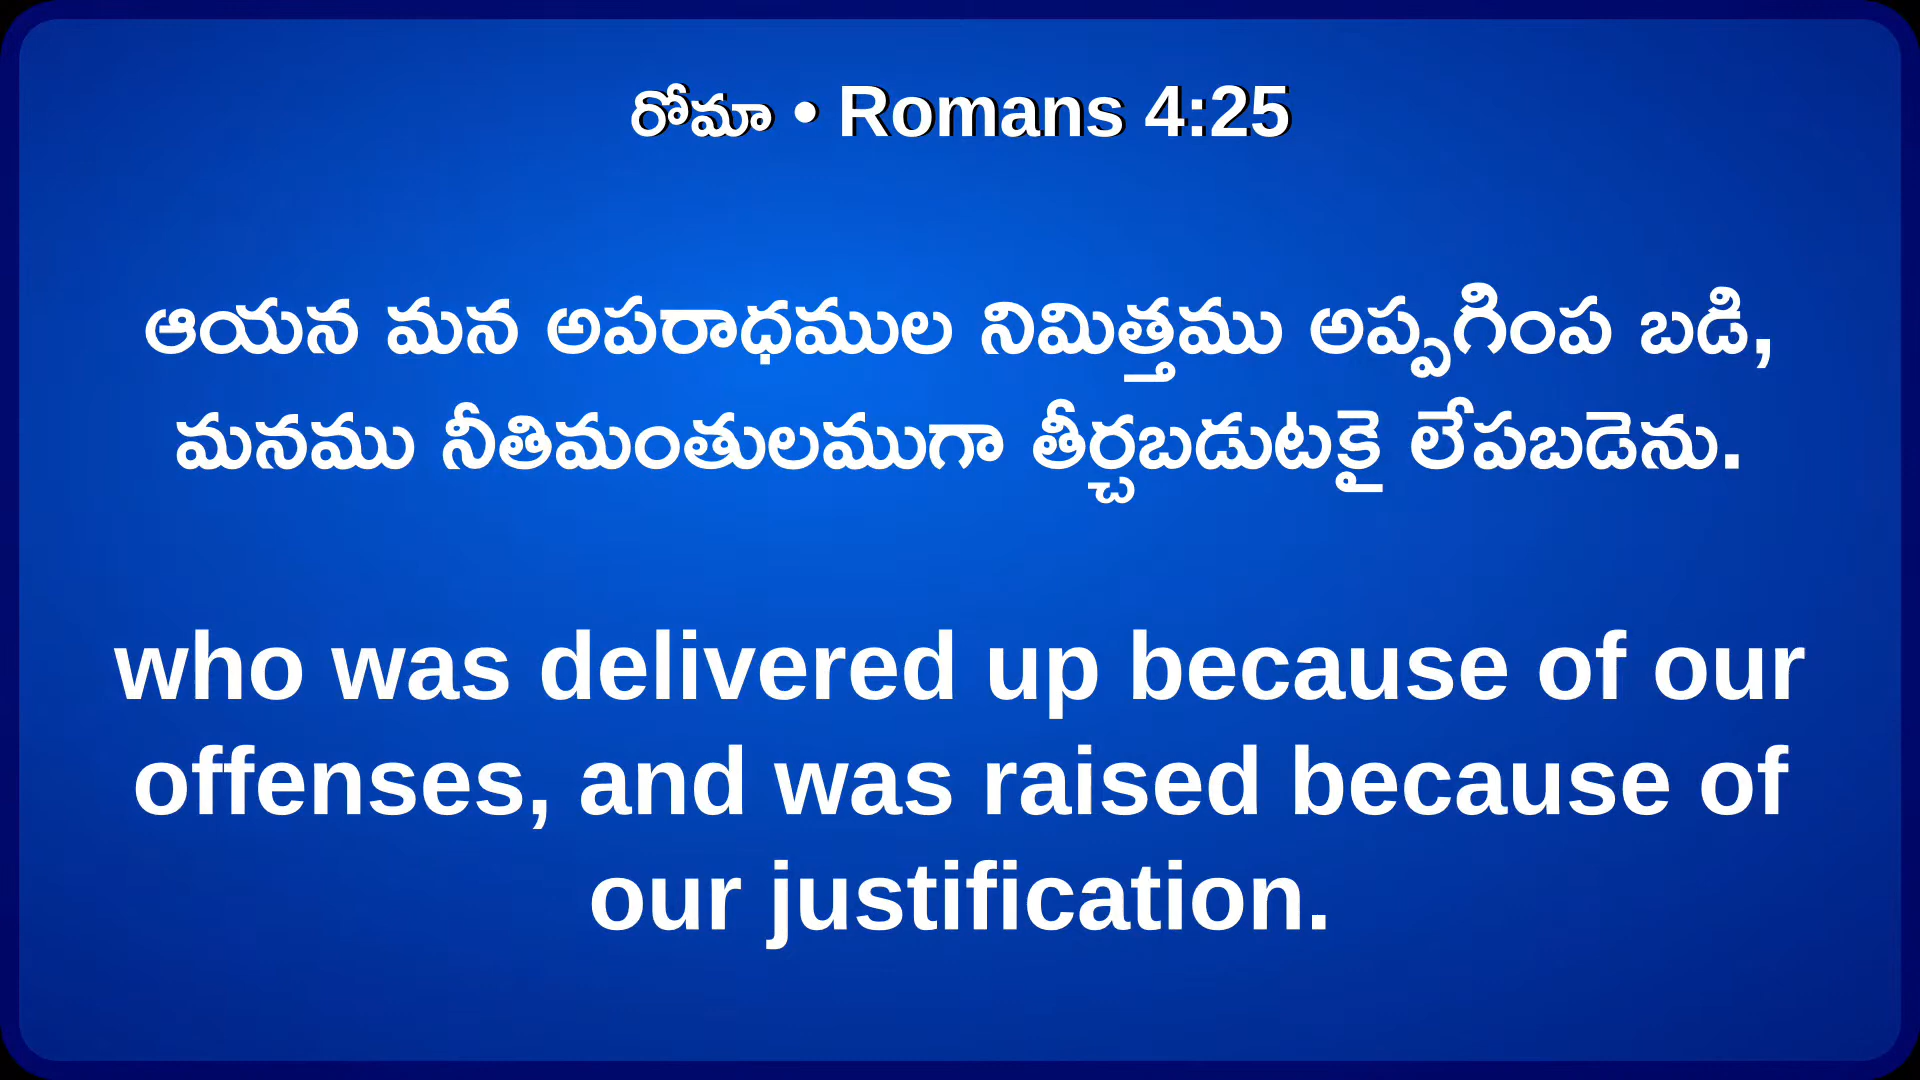 రోమా • Romans 4:25
ఆయన మన అపరాధముల నిమిత్తము అప్పగింప బడి,
మనము నీతిమంతులముగా తీర్చబడుటకై లేపబడెను.
who was delivered up because of our
offenses, and was raised because of
our justification.